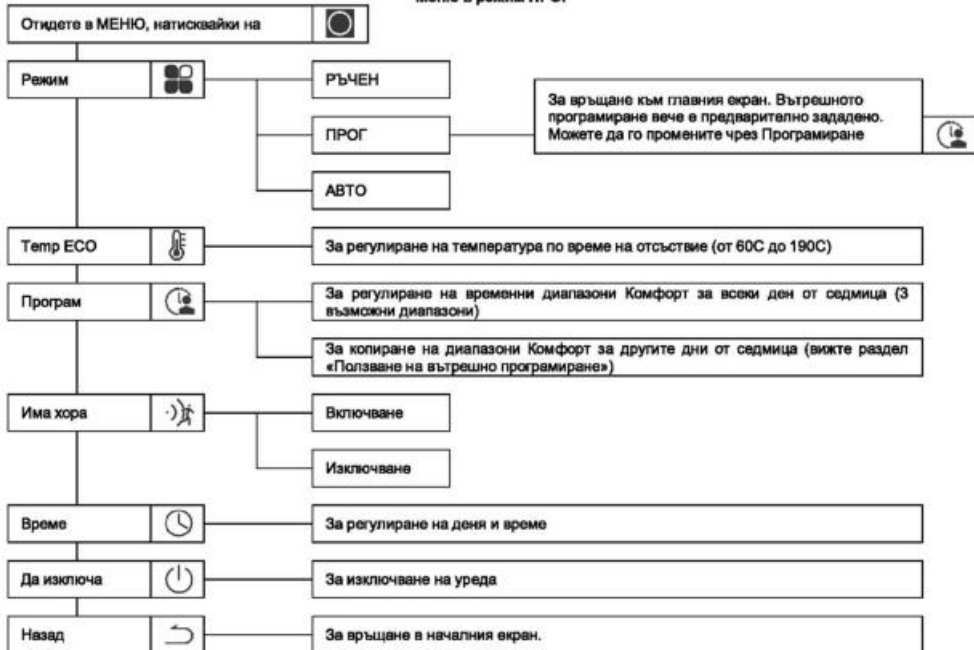 Меню в режим ПРОГ
Отидете в МЕНЮ, натисквайки на
Режим
РЪЧЕН
ПРОГ
За връщане към главния екран. Вътрешното
програмиране вече е предварително зададено.
Можете да го промените чрез Програмиране
АВТО
Temp ECO
За регулиране на температура по време на отсъствие (от 60С до 190С)
Програм
За регулиране на временни диапазони Комфорт за всеки ден от седмица (3
възможни диапазони)
За копиране на диапазони Комфорт за другите дни от седмица (вижте раздел
«Ползване на вътрешно програмиране»)
Има хора
Включване
Изключване
Време
За регулиране на деня и време
Да изключа
За изключване на уреда
Назад
За връщане в началния екран.